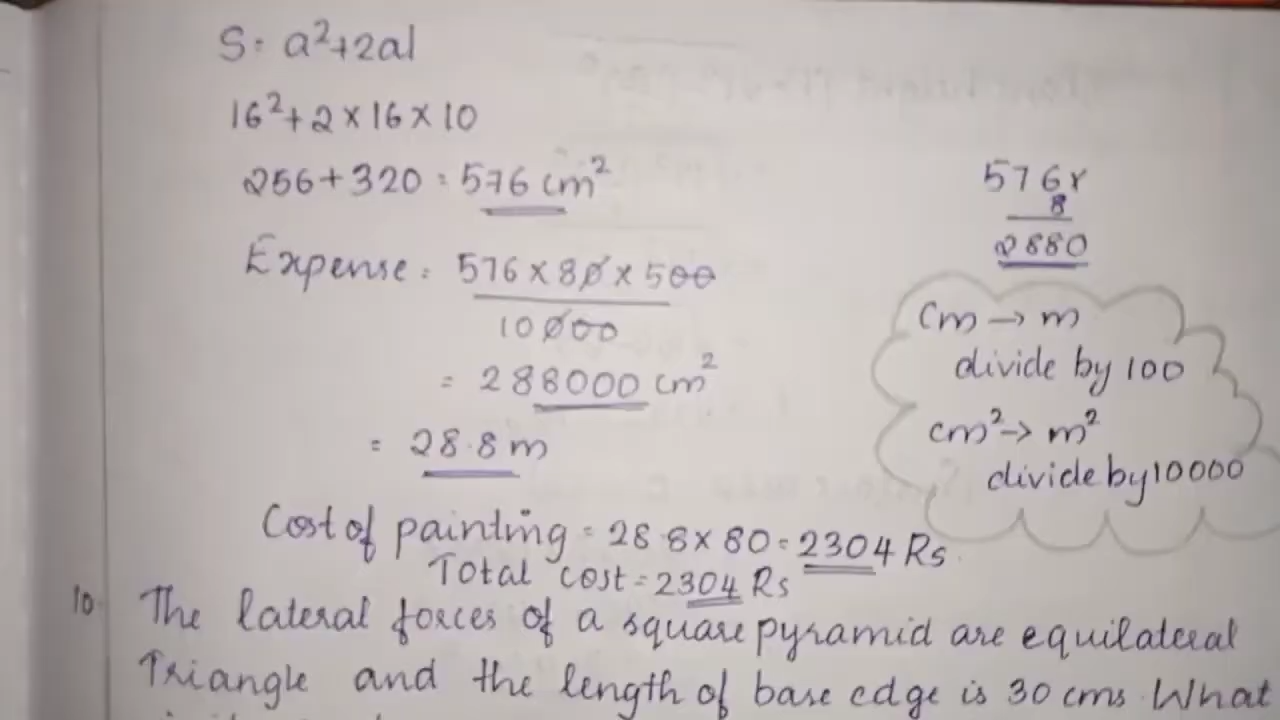 S = a²+2al
16²+2×16×10
256+320 = 576 cm²
576×
8
2880
Expense = 576×80×500
10000
= 288000 cm²
= 28.8 m
cm → m
divide by 100
cm² → m²
divide by 10000
Cost of painting = 28.8×80 = 2304 Rs.
Total cost = 2304 Rs
10. The lateral forces of a square pyramid are equilateral
Triangle and the length of base edge is 30 cms. What